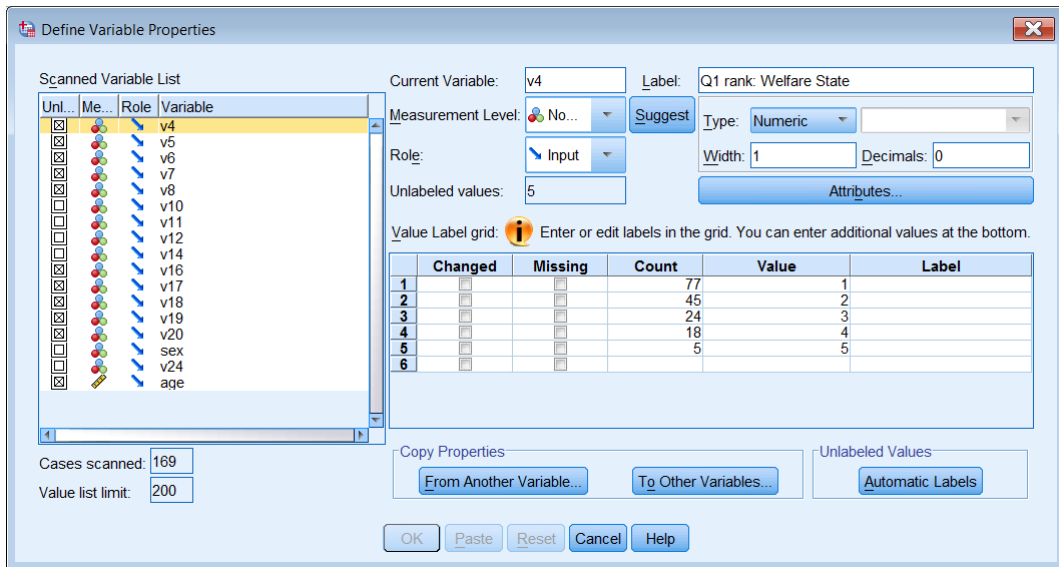 Define Variable Properties
Scanned Variable List
Unl... Me... Role Variable
v4
v5
v6
v7
v8
v10
v11
v12
v14
v16
v17
v18
v19
v20
sex
v24
age
Cases scanned: 169
Value list limit: 200
Current Variable: v4 Label: Q1 rank: Welfare State
Measurement Level: No... Suggest Type: Numeric
Role: Input Width: 1 Decimals: 0
Unlabeled values: 5 Attributes...
Value Label grid: Enter or edit labels in the grid. You can enter additional values at the bottom.
Changed Missing Count Value Label
1 77 1
2 45 2
3 24 3
4 18 4
5 5 5
6
Copy Properties Unlabeled Values
From Another Variable... To Other Variables... Automatic Labels
OK Paste Reset Cancel Help